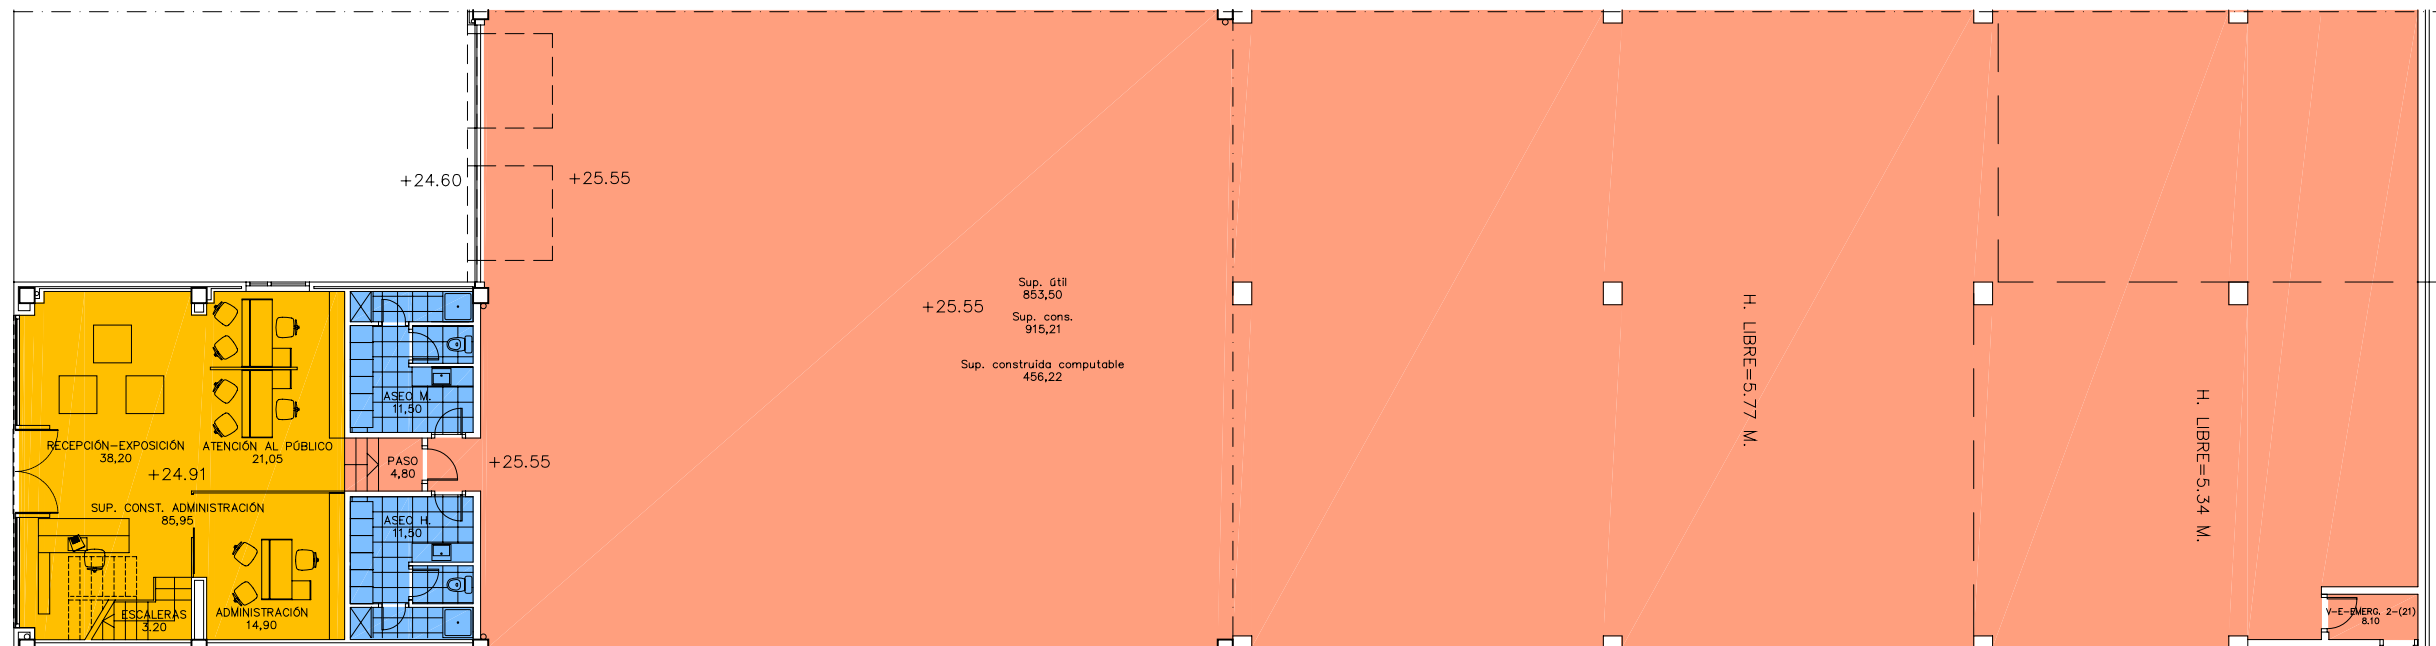 +24.60
+25.55
+25.55
Sup. útil
853,50
Sup. cons.
915,21
Sup. construida computable
456,22
H. LIBRE=5.77 M.
H. LIBRE=5.34 M.
ASEO M.
11,50
RECEPCIÓN-EXPOSICIÓN
38,20
ATENCIÓN AL PÚBLICO
21,05
+24.91
PASO
4,80
+25.55
SUP. CONST. ADMINISTRACIÓN
85,95
ASEO H.
11,50
ESCALERAS
3.20
ADMINISTRACIÓN
14,90
V-E-EMERG. 2-(21)
8.10